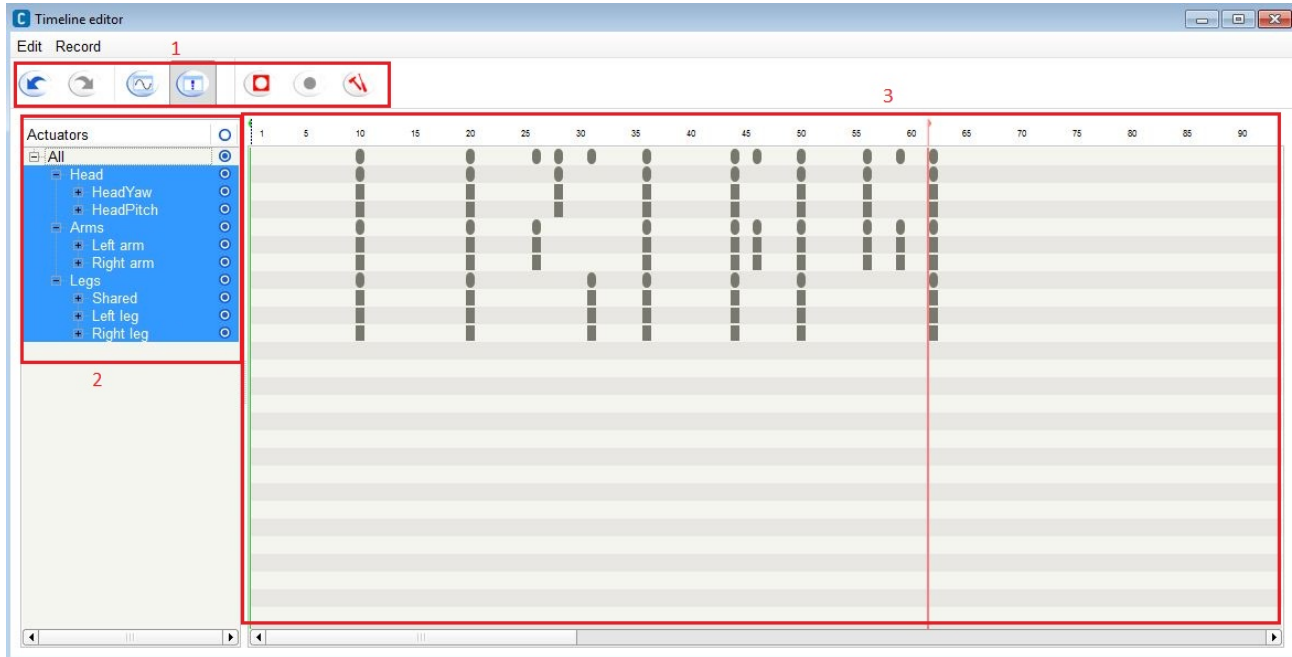 C Timeline editor
Edit Record
1
3
Actuators
1 5 10 15 20 25 30 35 40 45 50 55 60 65 70 75 80 85 90
All
Head
HeadYaw
HeadPitch
Arms
Left arm
Right arm
Legs
Shared
Left leg
Right leg
2